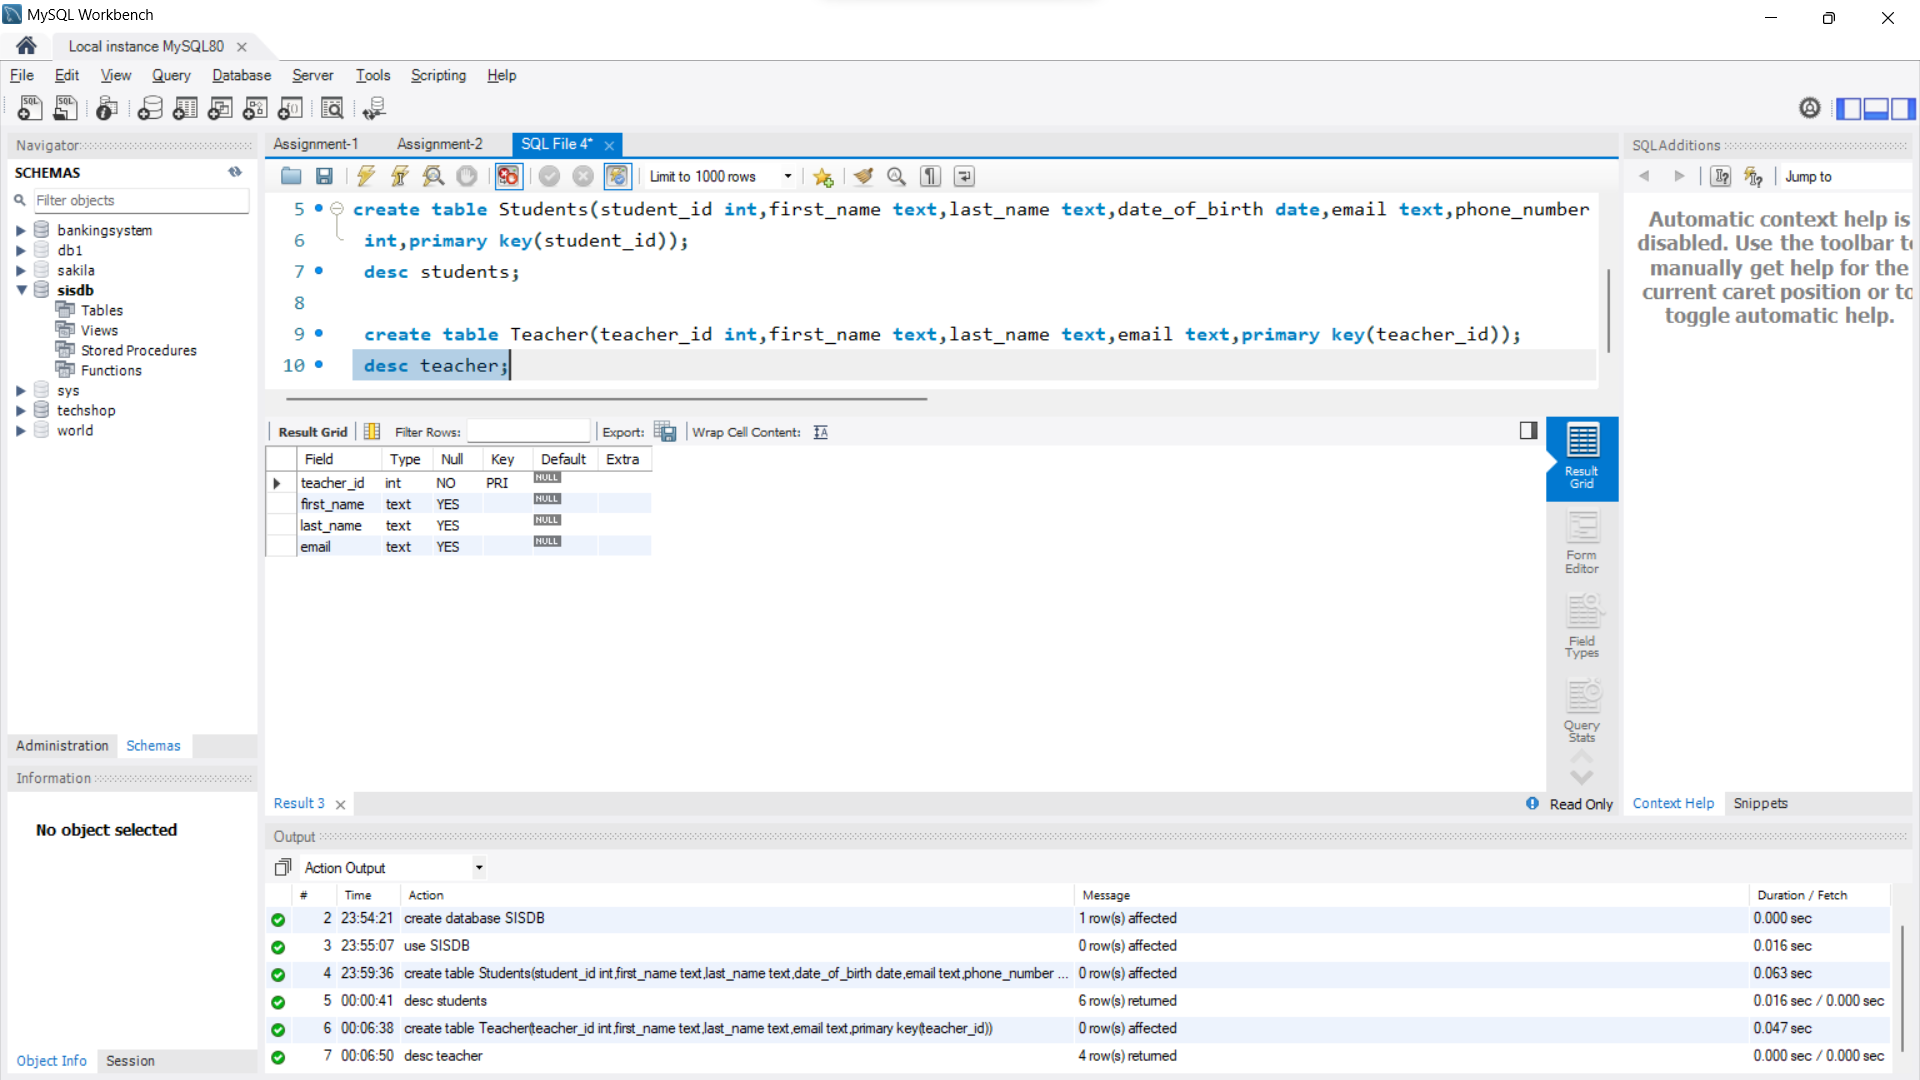 MySQL Workbench
Local instance MySQL80
File Edit View Query Database Server Tools Scripting Help
Navigator
SCHEMAS
Filter objects
bankingsystem
db1
sakila
sisdb
Tables
Views
Stored Procedures
Functions
sys
techshop
world
Administration Schemas
Information
No object selected
Object Info Session
Assignment-1 Assignment-2 SQL File 4*
Limit to 1000 rows
5 create table Students(student_id int,first_name text,last_name text,date_of_birth date,email text,phone_number
6 int,primary key(student_id));
7 desc students;
8
9 create table Teacher(teacher_id int,first_name text,last_name text,email text,primary key(teacher_id));
10 desc teacher;
Result Grid Filter Rows: Export: Wrap Cell Content:
Field Type Null Key Default Extra
teacher_id int NO PRI NULL
first_name text YES NULL
last_name text YES NULL
email text YES NULL
Result
Grid
Form
Editor
Field
Types
Query
Stats
Result 3 Read Only
SQLAdditions
Jump to
Automatic context help is
disabled. Use the toolbar to
manually get help for the
current caret position or to
toggle automatic help.
Context Help Snippets
Output
Action Output
# Time Action Message Duration / Fetch
2 23:54:21 create database SISDB 1 row(s) affected 0.000 sec
3 23:55:07 use SISDB 0 row(s) affected 0.016 sec
4 23:59:36 create table Students(student_id int,first_name text,last_name text,date_of_birth date,email text,phone_number ... 0 row(s) affected 0.063 sec
5 00:00:41 desc students 6 row(s) returned 0.016 sec / 0.000 sec
6 00:06:38 create table Teacher(teacher_id int,first_name text,last_name text,email text,primary key(teacher_id)) 0 row(s) affected 0.047 sec
7 00:06:50 desc teacher 4 row(s) returned 0.000 sec / 0.000 sec